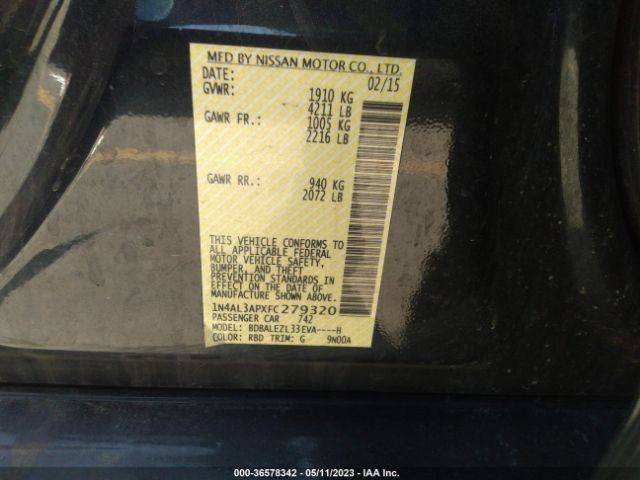 MFD BY NISSAN MOTOR CO., LTD.
DATE: 02/15
GVWR: 1910 KG
4211 LB
GAWR FR.: 1005 KG
2216 LB
GAWR RR.: 940 KG
2072 LB
THIS VEHICLE CONFORMS TO
ALL APPLICABLE FEDERAL
MOTOR VEHICLE SAFETY,
BUMPER, AND THEFT
PREVENTION STANDARDS IN
EFFECT ON THE DATE OF
MANUFACTURE SHOWN ABOVE.
1N4AL3APXFC279320
PASSENGER CAR 742
MODEL: BDBALEZL33EVA----H
COLOR: RBD TRIM: G 9N00A
000-36578342 - 05/11/2023 - IAA Inc.